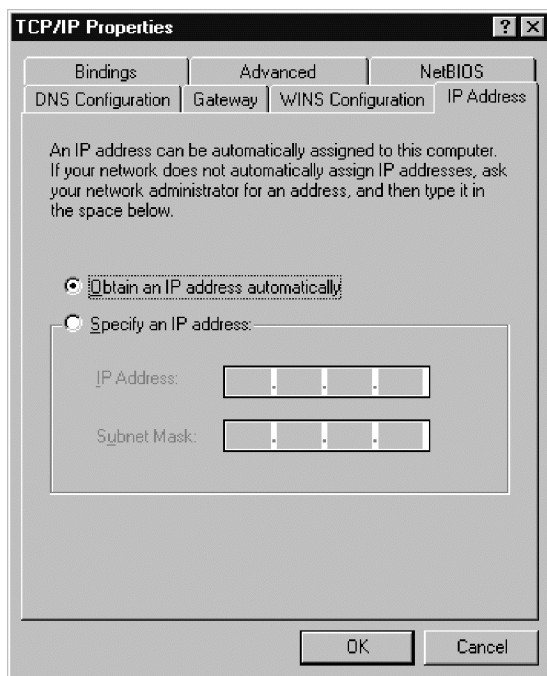 TCP/IP Properties
Bindings
Advanced
NetBIOS
DNS Configuration
Gateway
WINS Configuration
IP Address
An IP address can be automatically assigned to this computer.
If your network does not automatically assign IP addresses, ask
your network administrator for an address, and then type it in
the space below.
Obtain an IP address automatically
Specify an IP address:
IP Address:
Subnet Mask:
OK
Cancel